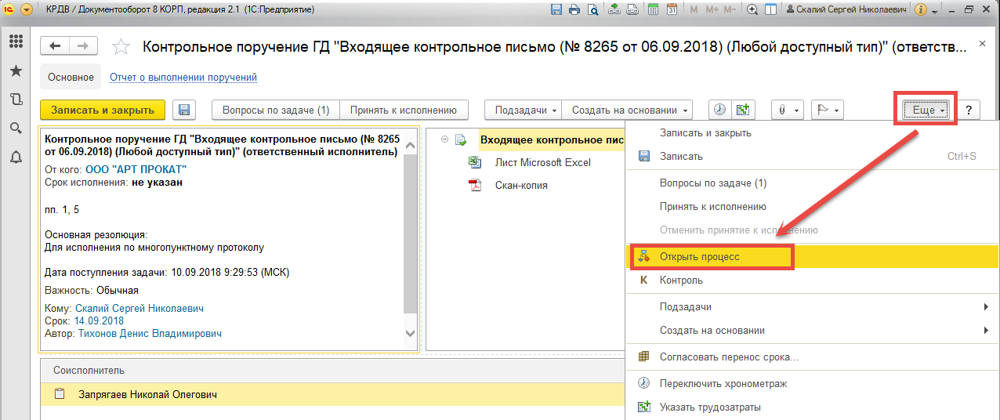 КРДВ / Документооборот 8 КОРП, редакция 2.1 (1С:Предприятие)
M M+ M-
Скалий Сергей Николаевич
Контрольное поручение ГД "Входящее контрольное письмо (№ 8265 от 06.09.2018) (Любой доступный тип)" (ответств...
Основное Отчет о выполнении поручений
Записать и закрыть Вопросы по задаче (1) Принять к исполнению Подзадачи Создать на основании Еще ?
Контрольное поручение ГД "Входящее контрольное письмо (№ 8265
от 06.09.2018) (Любой доступный тип)" (ответственный исполнитель)
От кого: ООО "АРТ ПРОКАТ"
Срок исполнения: не указан
пп. 1, 5
Основная резолюция:
Для исполнения по многопунктному протоколу
Дата поступления задачи: 10.09.2018 9:29:53 (МСК)
Важность: Обычная
Кому: Скалий Сергей Николаевич
Срок: 14.09.2018
Автор: Тихонов Денис Владимирович
Входящее контрольное пис
Лист Microsoft Excel
Скан-копия
Записать и закрыть
Записать Ctrl+S
Вопросы по задаче (1)
Принять к исполнению
Отменить принятие к исполнению
Открыть процесс
К Контроль
Подзадачи
Создать на основании
Согласовать перенос срока...
Переключить хронометраж
Указать трудозатраты
Соисполнитель
Запрягаев Николай Олегович